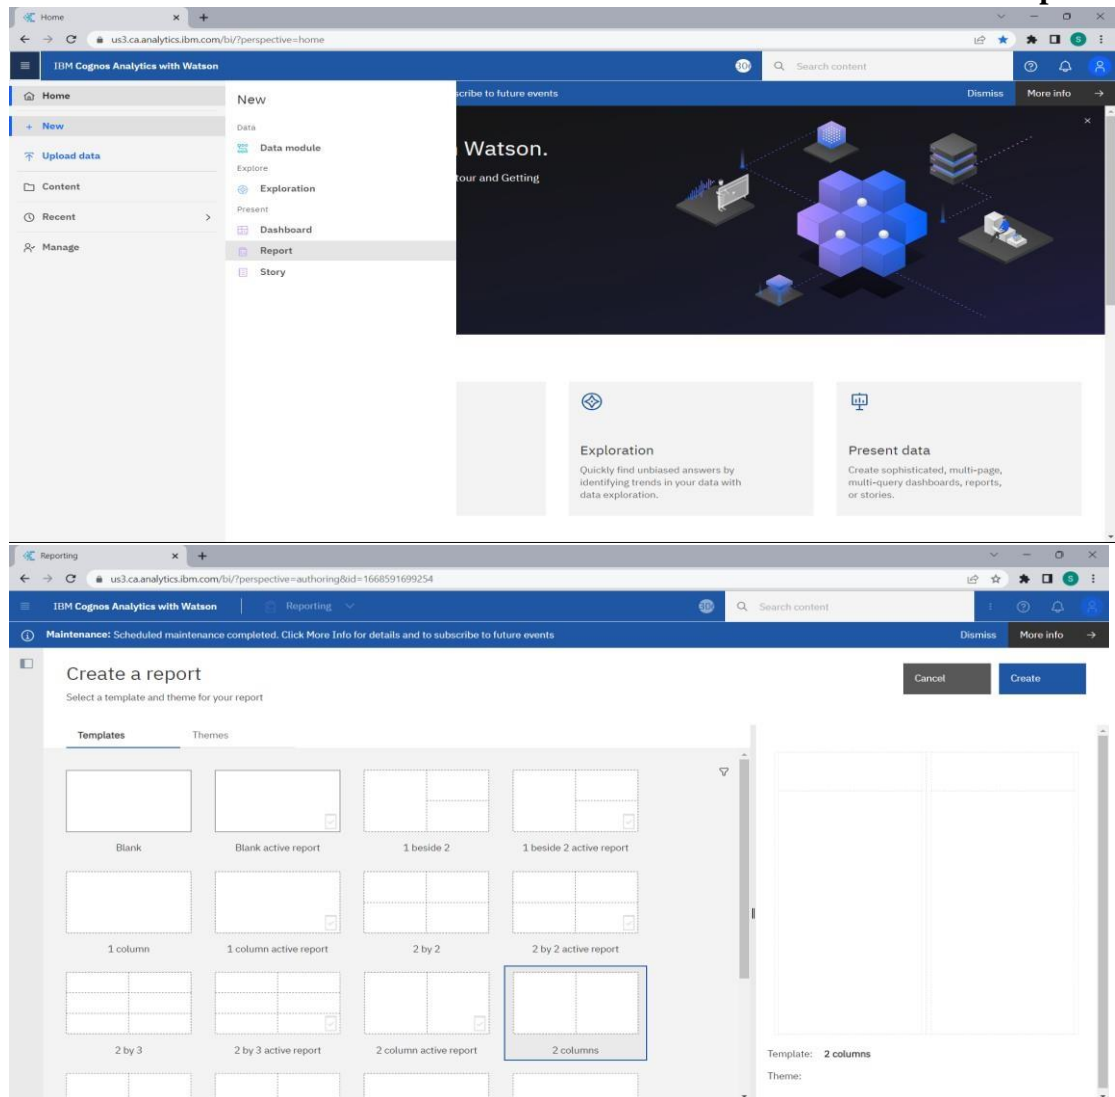 Home
us3.ca.analytics.ibm.com/bi/?perspective=home
S
IBM Cognos Analytics with Watson
Search content
Home
New
Upload data
Content
Recent
Manage
New
Data
Data module
Explore
Exploration
Present
Dashboard
Report
Story
scribe to future events
Dismiss
More info
Watson.
tour and Getting
Exploration
Quickly find unbiased answers by
identifying trends in your data with
data exploration.
Present data
Create sophisticated, multi-page,
multi-query dashboards, reports,
or stories.
Reporting
us3.ca.analytics.ibm.com/bi/?perspective=authoring&id=1668591699254
S
IBM Cognos Analytics with Watson
Reporting
Search content
Maintenance: Scheduled maintenance completed. Click More Info for details and to subscribe to future events
Dismiss
More info
Create a report
Select a template and theme for your report
Cancel
Create
Templates
Themes
Blank
Blank active report
1 beside 2
1 beside 2 active report
1 column
1 column active report
2 by 2
2 by 2 active report
2 by 3
2 by 3 active report
2 column active report
2 columns
Template: 2 columns
Theme: